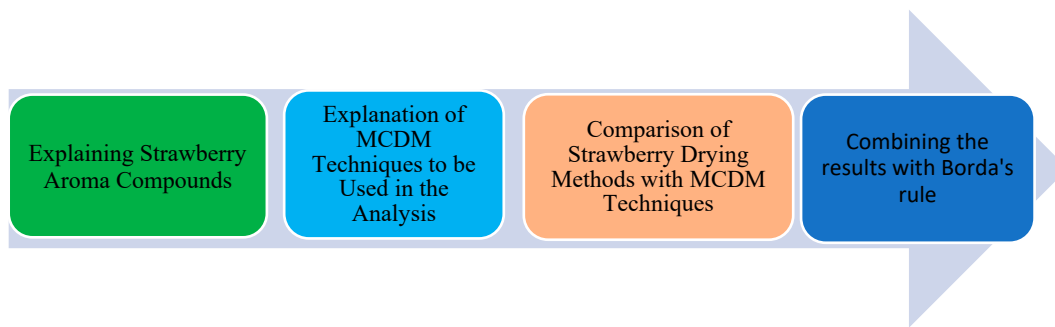 Explaining Strawberry
Aroma Compounds
Explanation of
MCDM
Techniques to be
Used in the
Analysis
Comparison of
Strawberry Drying
Methods with MCDM
Techniques
Combining the
results with Borda's
rule